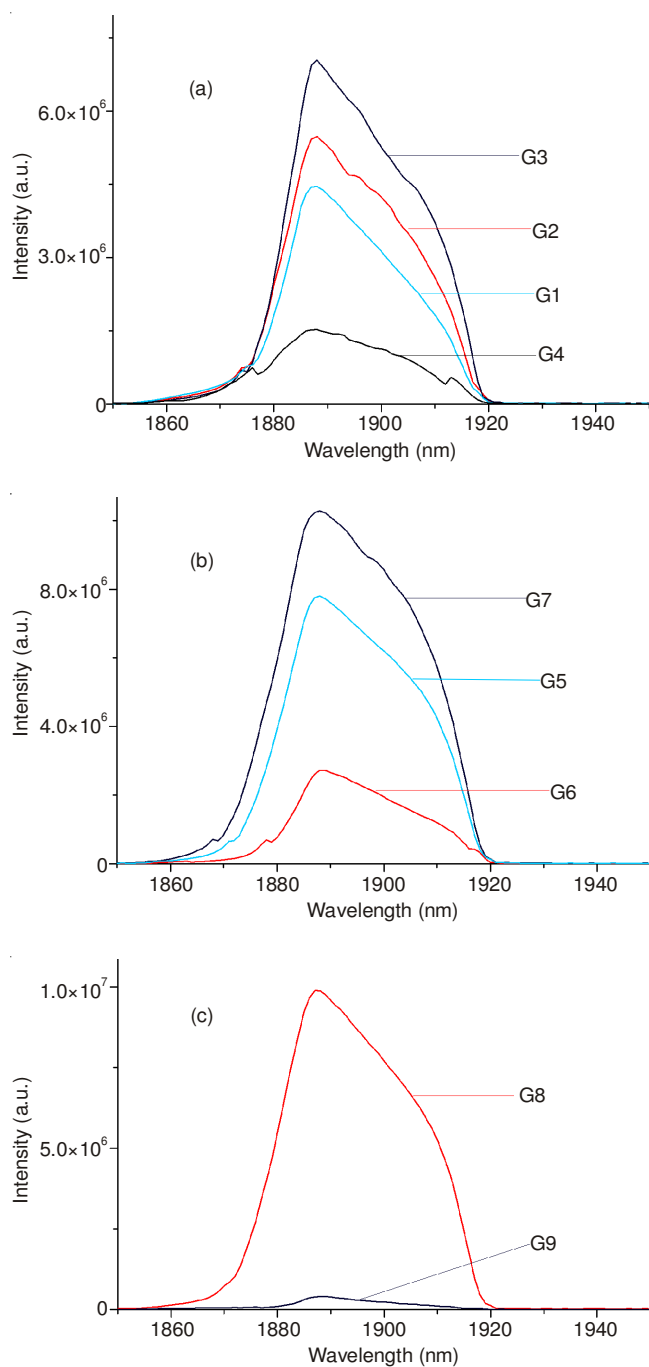 (a)
6.0×10⁶
3.0×10⁶
0
Intensity (a.u.)
G3
G2
G1
G4
1860 1880 1900 1920 1940
Wavelength (nm)
(b)
8.0×10⁶
4.0×10⁶
0
Intensity (a.u.)
G7
G5
G6
1860 1880 1900 1920 1940
Wavelength (nm)
(c)
1.0×10⁷
5.0×10⁶
0
Intensity (a.u.)
G8
G9
1860 1880 1900 1920 1940
Wavelength (nm)